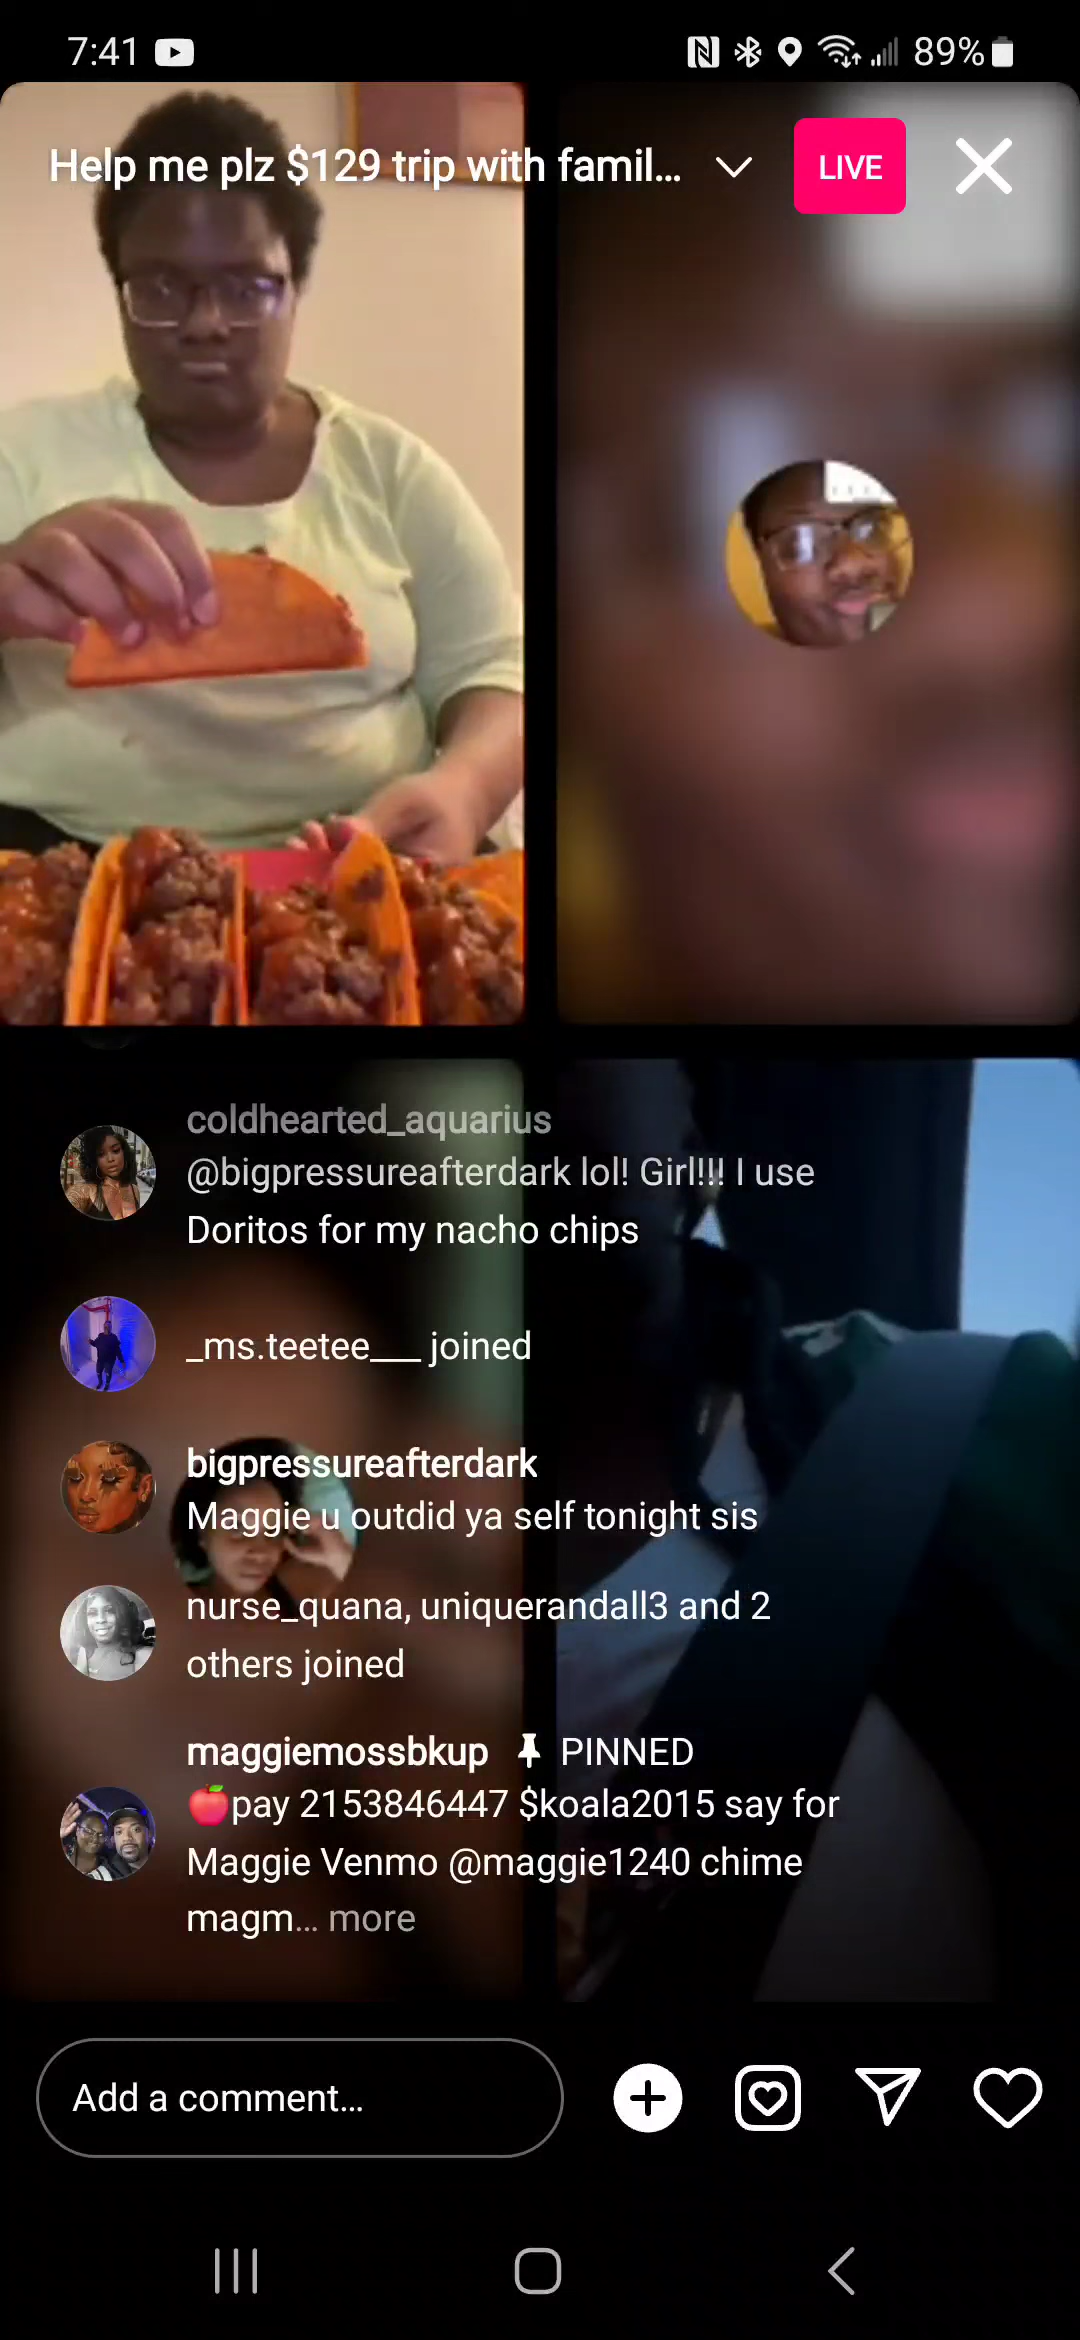 7:41
89%
Help me plz $129 trip with famil...
LIVE
coldhearted_aquarius
@bigpressureafterdark lol! Girl!!! I use
Doritos for my nacho chips
_ms.teetee___ joined
bigpressureafterdark
Maggie u outdid ya self tonight sis
nurse_quana, uniquerandall3 and 2
others joined
maggiemossbkup 📌 PINNED
🍎pay 2153846447 $koala2015 say for
Maggie Venmo @maggie1240 chime
magm... more
Add a comment...